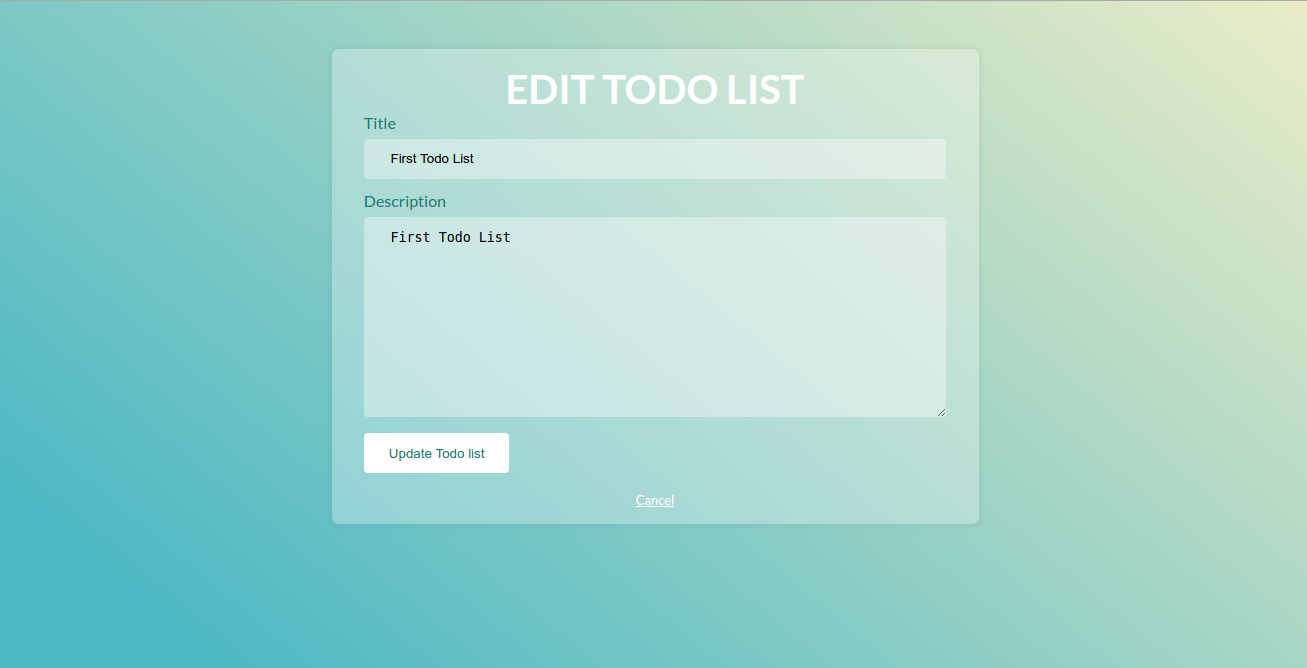 EDIT TODO LIST
Title
First Todo List
Description
First Todo List
Update Todo list
Cancel